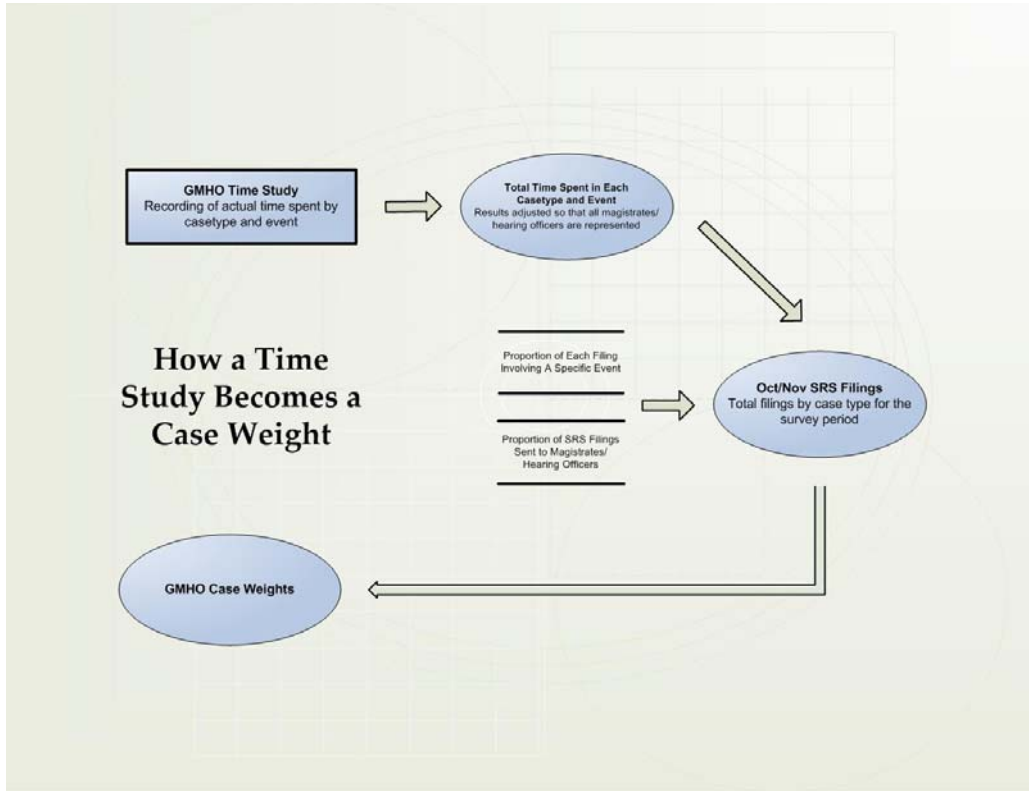 GMHO Time Study
Recording of actual time spent by
casetype and event
Total Time Spent in Each
Casetype and Event
Results adjusted so that all magistrates/
hearing officers are represented
How a Time
Study Becomes a
Case Weight
Proportion of Each Filing
Involving A Specific Event
Proportion of SRS Filings
Sent to Magistrates/
Hearing Officers
Oct/Nov SRS Filings
Total filings by case type for the
survey period
GMHO Case Weights